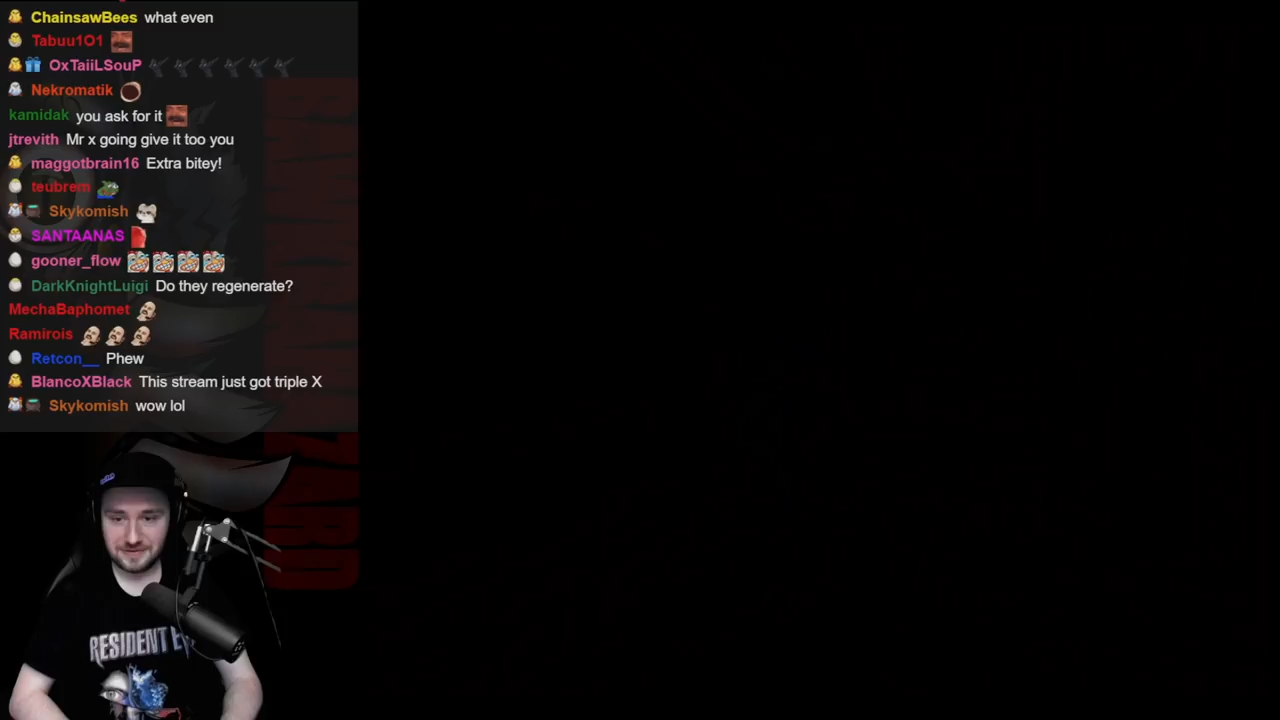 ChainsawBees what even
Tabuu1O1
OxTaiiLSouP
Nekromatik
kamidak you ask for it
jtrevith Mr x going give it too you
maggotbrain16 Extra bitey!
teubrem
Skykomish
SANTAANAS
gooner_flow
DarkKnightLuigi Do they regenerate?
MechaBaphomet
Ramirois
Retcon__ Phew
BlancoXBlack This stream just got triple X
Skykomish wow lol
RESIDENT E